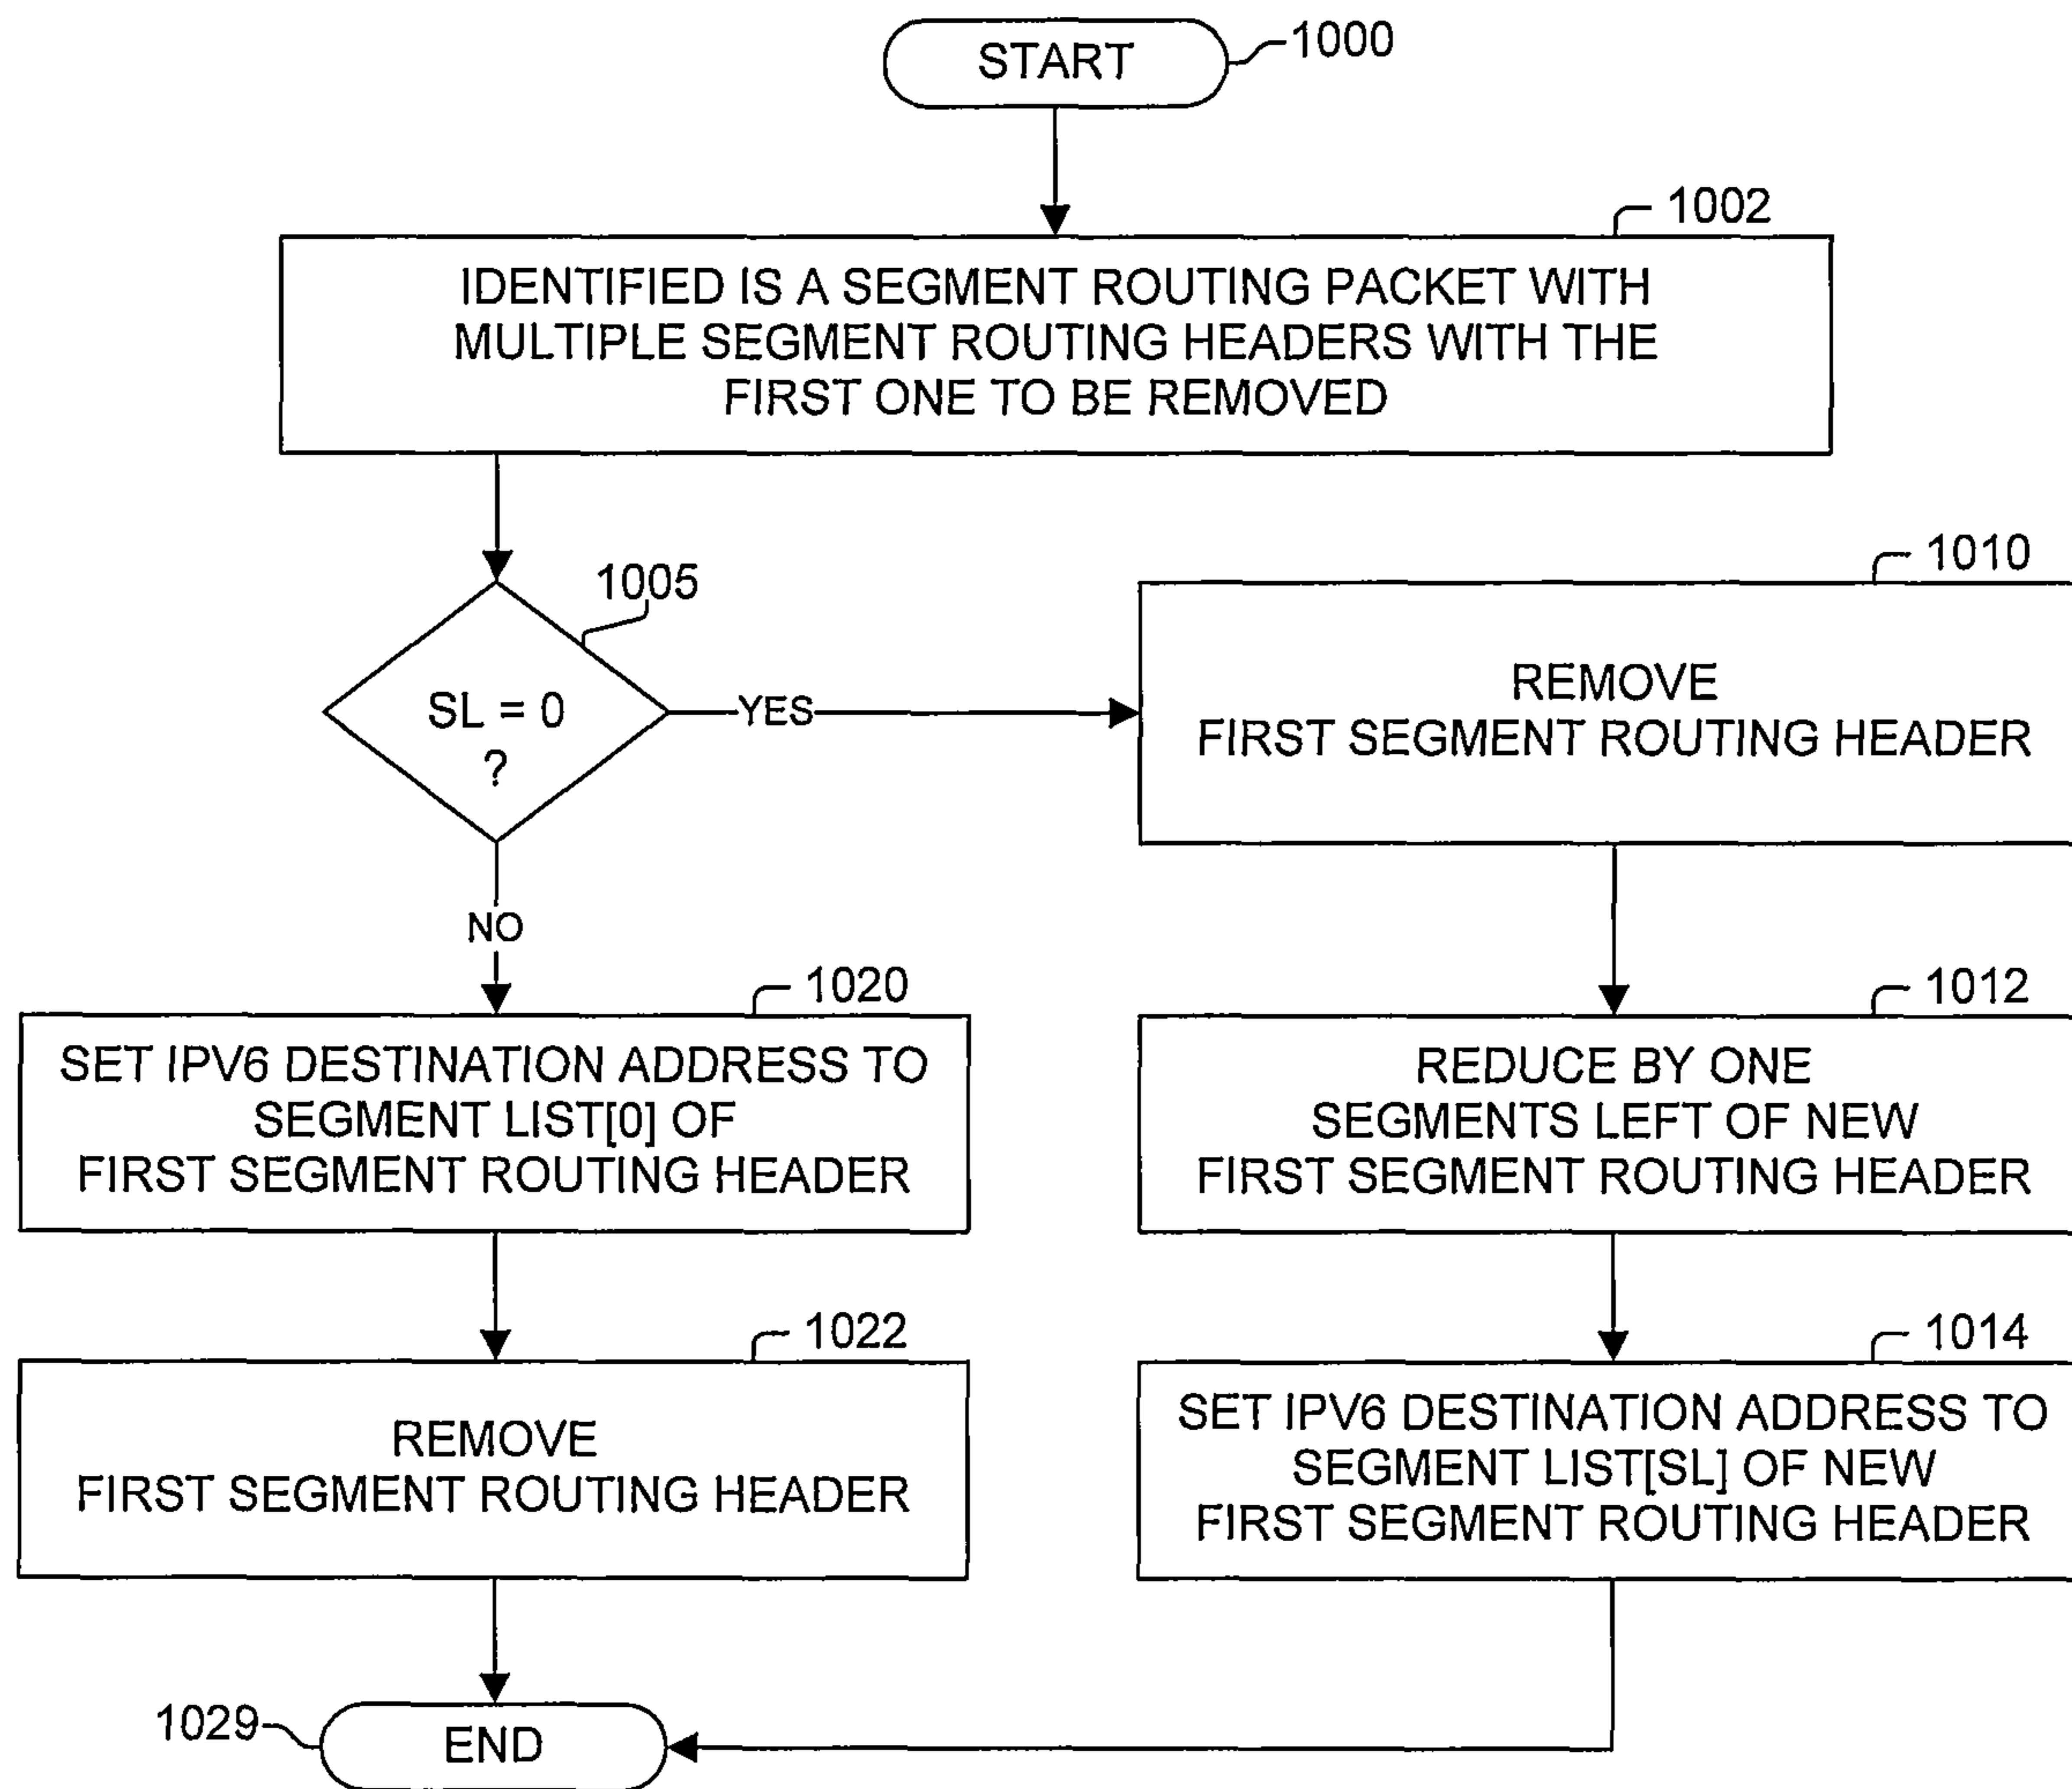 START
1000
1002
IDENTIFIED IS A SEGMENT ROUTING PACKET WITH
MULTIPLE SEGMENT ROUTING HEADERS WITH THE
FIRST ONE TO BE REMOVED
1005
SL = 0
?
YES
1010
REMOVE
FIRST SEGMENT ROUTING HEADER
NO
1020
SET IPV6 DESTINATION ADDRESS TO
SEGMENT LIST[0] OF
FIRST SEGMENT ROUTING HEADER
1012
REDUCE BY ONE
SEGMENTS LEFT OF NEW
FIRST SEGMENT ROUTING HEADER
1022
REMOVE
FIRST SEGMENT ROUTING HEADER
1014
SET IPV6 DESTINATION ADDRESS TO
SEGMENT LIST[SL] OF NEW
FIRST SEGMENT ROUTING HEADER
1029
END